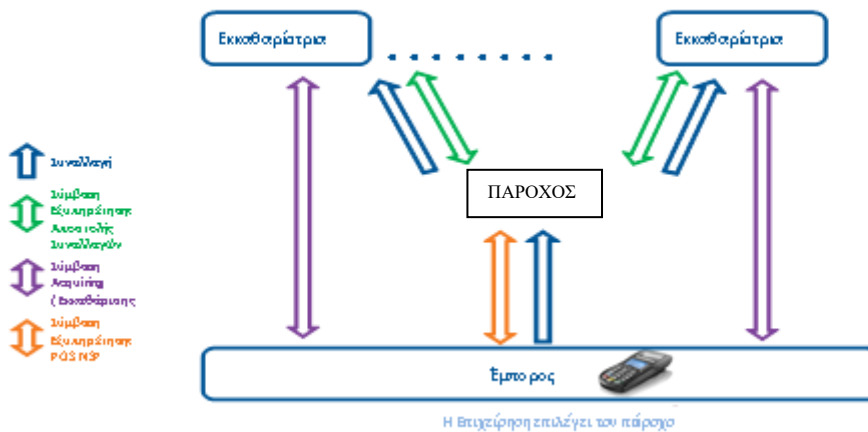 Εκκαθαρίστρια
Εκκαθαρίστρια
ΠΑΡΟΧΟΣ
Συναλλαγή
Σύμβαση
Εξυπηρέτησης
Αποστολής
Συναλλαγών
Σύμβαση
Acquiring
(Εκκαθάρισης
Σύμβαση
Εξυπηρέτησης
POS NSP
Έμπορος
Η Επιχείρηση επιλέγει τον πάροχο